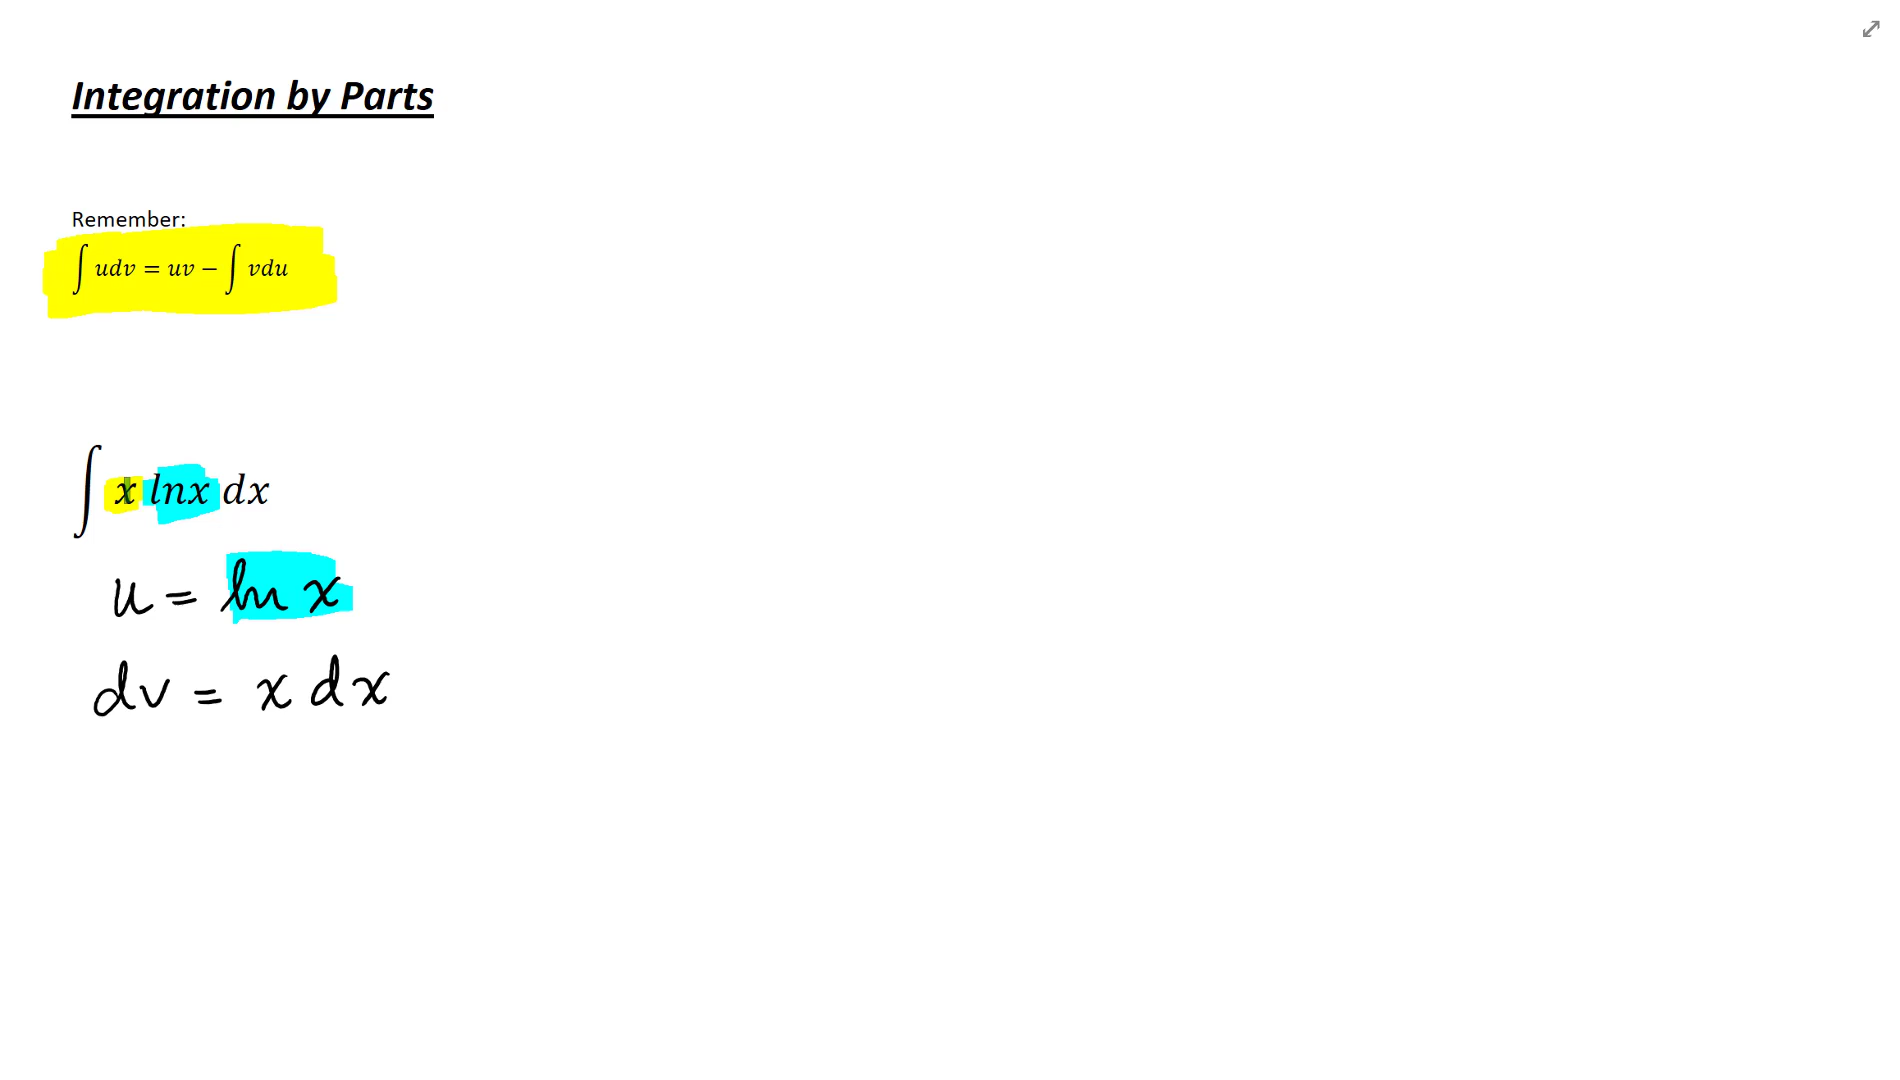 Integration by Parts
Remember:
∫ udv = uv − ∫ vdu
∫ x lnx dx
u = ln x
dv = x dx